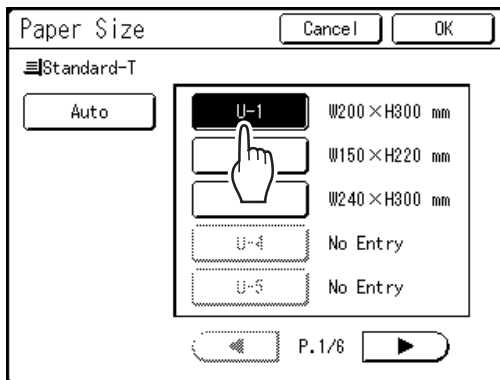 Paper Size Cancel OK
Standard-T
Auto U-1 W200×H300 mm
W150×H220 mm
W240×H300 mm
U-4 No Entry
U-5 No Entry
P.1/6